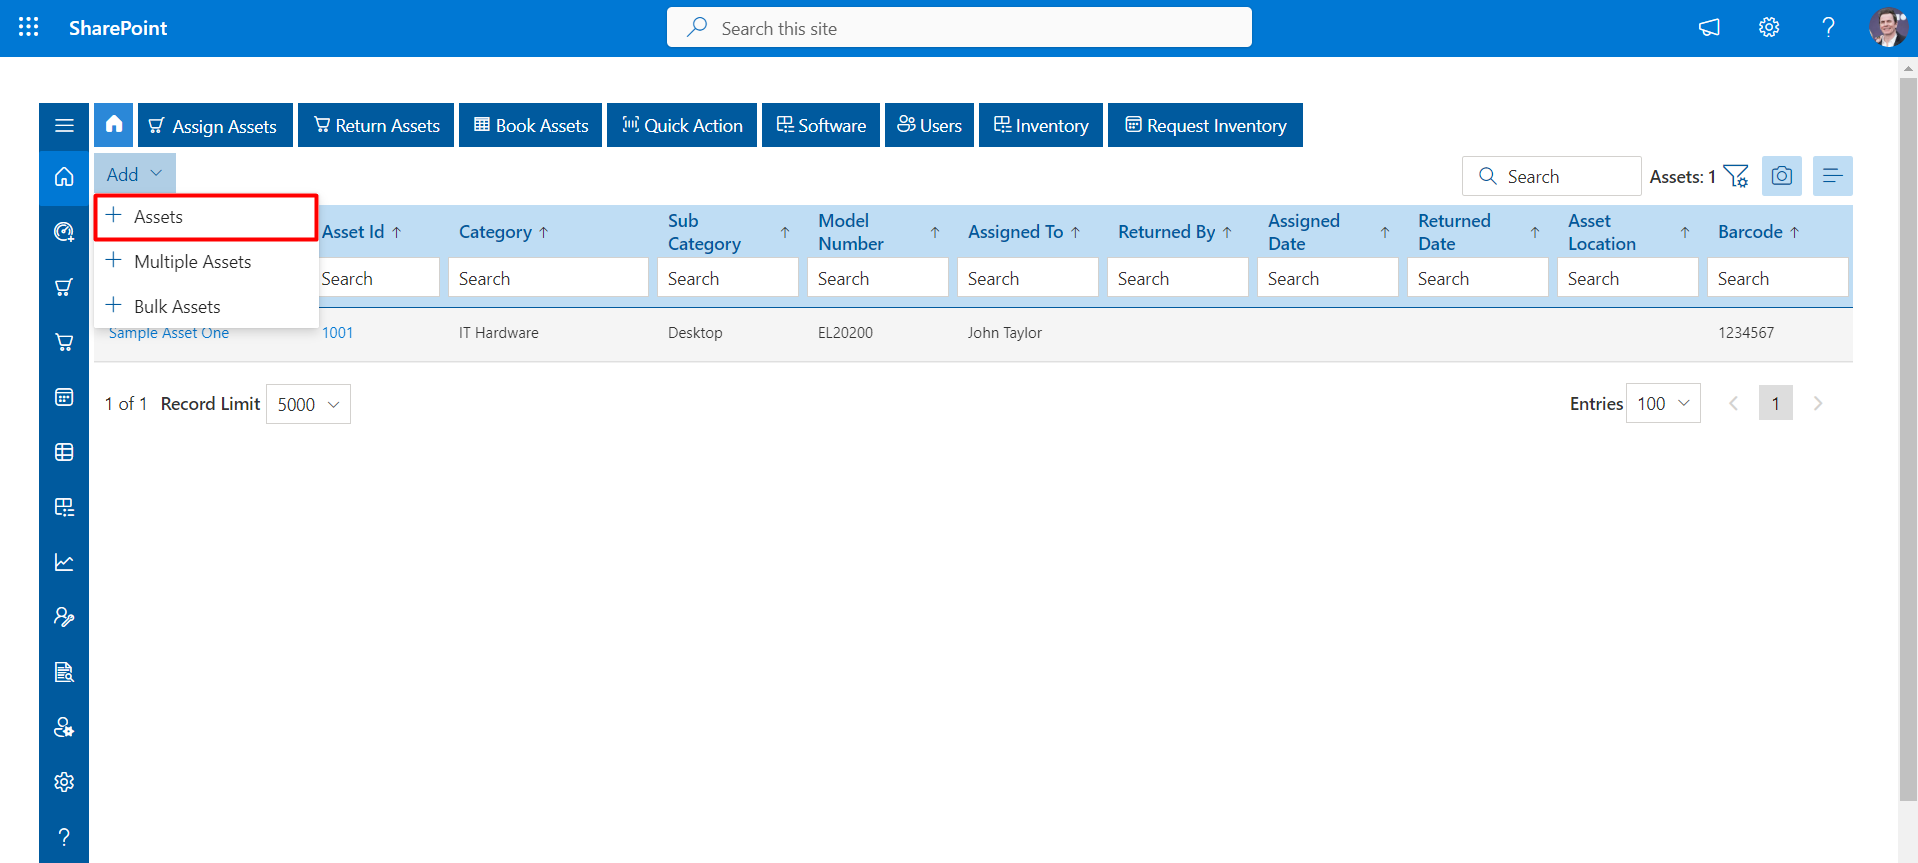 SharePoint
Search this site
Assign Assets
Return Assets
Book Assets
Quick Action
Software
Users
Inventory
Request Inventory
Add
Search
Assets: 1
Assets
Multiple Assets
Bulk Assets
Asset Id
Category
Sub Category
Model Number
Assigned To
Returned By
Assigned Date
Returned Date
Asset Location
Barcode
Search
Search
Search
Search
Search
Search
Search
Search
Search
Search
Sample Asset One
1001
IT Hardware
Desktop
EL20200
John Taylor
1234567
1 of 1
Record Limit
5000
Entries
100
1